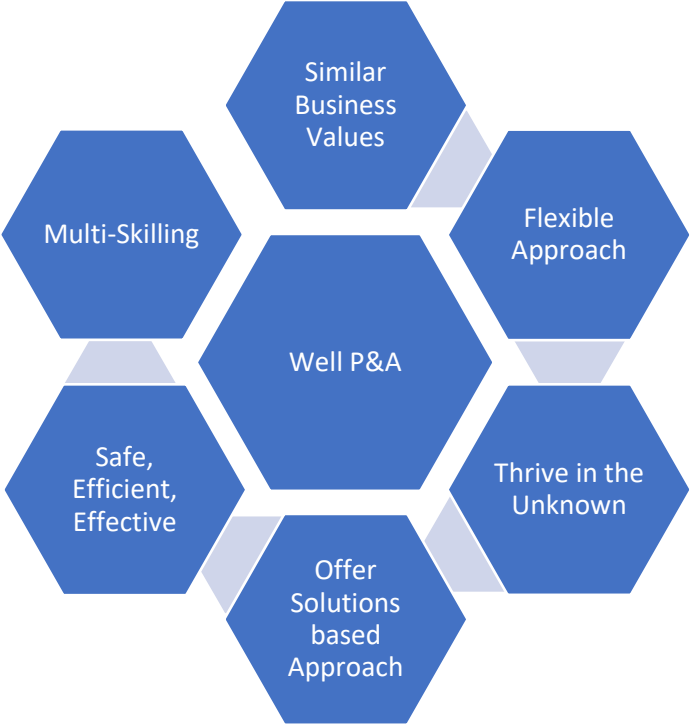 Similar
Business
Values
Flexible
Approach
Thrive in the
Unknown
Offer
Solutions
based
Approach
Safe,
Efficient,
Effective
Multi-Skilling
Well P&A